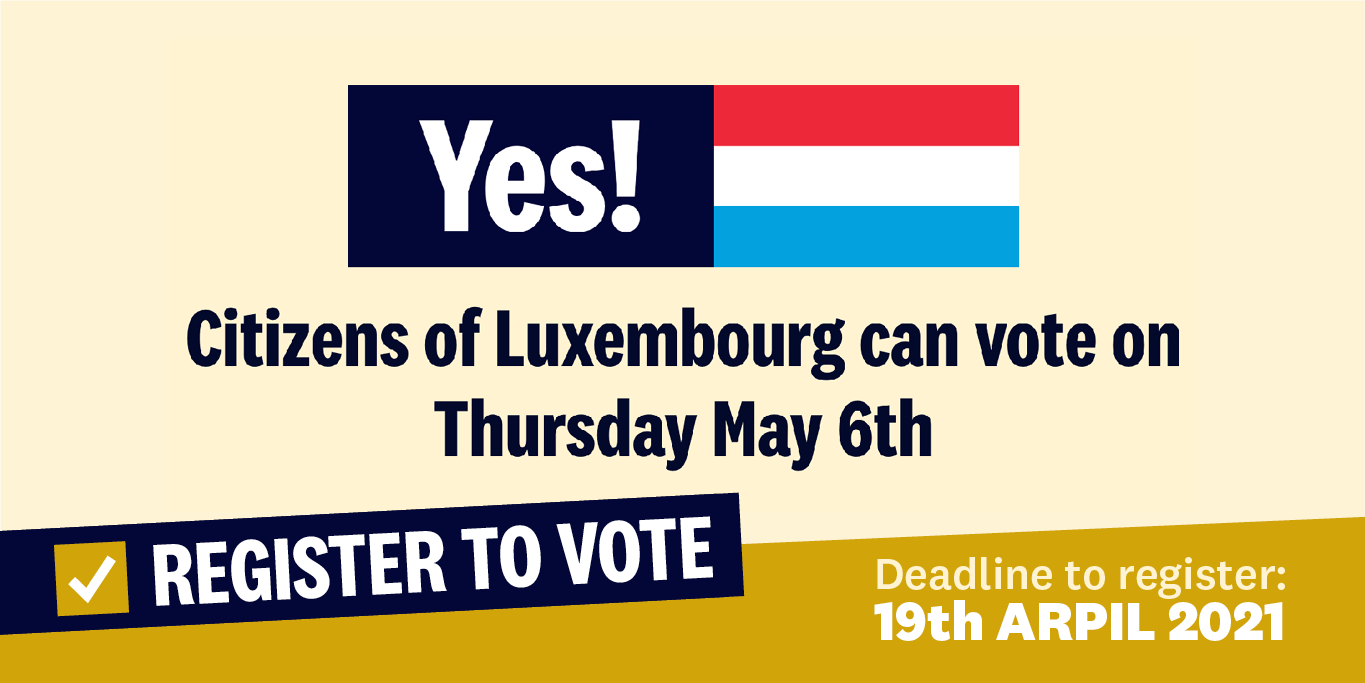 Yes!
Citizens of Luxembourg can vote on
Thursday May 6th
REGISTER TO VOTE
Deadline to register:
19th ARPIL 2021